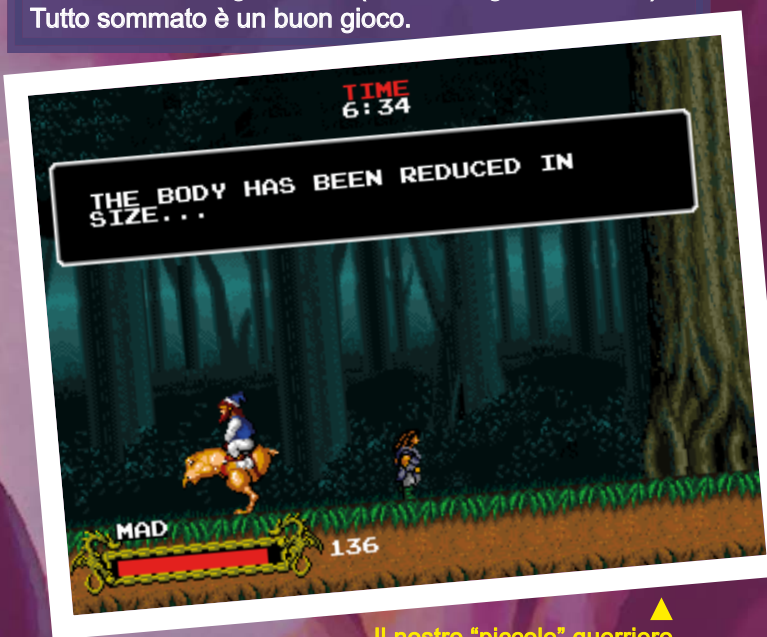 Tutto sommato è un buon gioco.
TIME
6:34
THE BODY HAS BEEN REDUCED IN
SIZE...
MAD
136
Il nostro “piccolo” guerriero